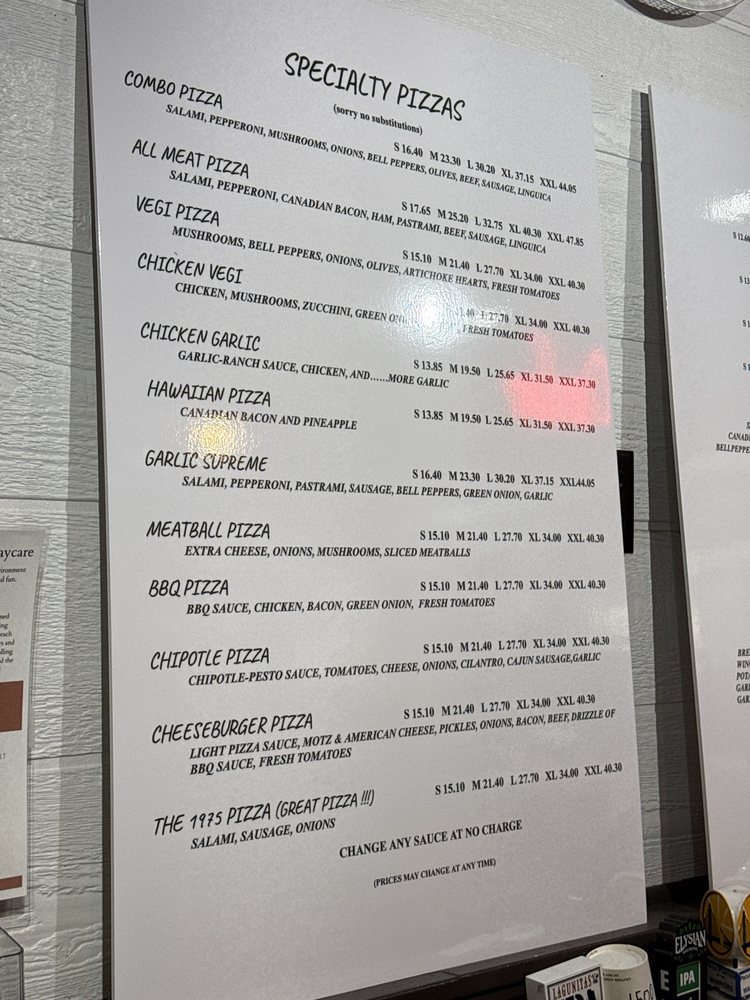 SPECIALTY PIZZAS
(sorry no substitutions)
COMBO PIZZA
S 16.40 M 23.30 L 30.20 XL 37.15 XXL 44.05
SALAMI, PEPPERONI, MUSHROOMS, ONIONS, BELL PEPPERS, OLIVES, BEEF, SAUSAGE, LINGUICA
ALL MEAT PIZZA
S 17.65 M 25.20 L 32.75 XL 40.30 XXL 47.85
SALAMI, PEPPERONI, CANADIAN BACON, HAM, PASTRAMI, BEEF, SAUSAGE, LINGUICA
VEGI PIZZA
S 15.10 M 21.40 L 27.70 XL 34.00 XXL 40.30
MUSHROOMS, BELL PEPPERS, ONIONS, OLIVES, ARTICHOKE HEARTS, FRESH TOMATOES
CHICKEN VEGI
L 27.70 XL 34.00 XXL 40.30
CHICKEN, MUSHROOMS, ZUCCHINI, GREEN FRESH TOMATOES
CHICKEN GARLIC
S 13.85 M 19.50 L 25.65 XL 31.50 XXL 37.30
GARLIC-RANCH SAUCE, CHICKEN, AND......MORE GARLIC
HAWAIIAN PIZZA
S 13.85 M 19.50 L 25.65 XL 31.50 XXL 37.30
CANADIAN BACON AND PINEAPPLE
GARLIC SUPREME
S 16.40 M 23.30 L 30.20 XL 37.15 XXL44.05
SALAMI, PEPPERONI, PASTRAMI, SAUSAGE, BELL PEPPERS, GREEN ONION, GARLIC
MEATBALL PIZZA
S 15.10 M 21.40 L 27.70 XL 34.00 XXL 40.30
EXTRA CHEESE, ONIONS, MUSHROOMS, SLICED MEATBALLS
BBQ PIZZA
S 15.10 M 21.40 L 27.70 XL 34.00 XXL 40.30
BBQ SAUCE, CHICKEN, BACON, GREEN ONION, FRESH TOMATOES
CHIPOTLE PIZZA
S 15.10 M 21.40 L 27.70 XL 34.00 XXL 40.30
CHIPOTLE-PESTO SAUCE, TOMATOES, CHEESE, ONIONS, CILANTRO, CAJUN SAUSAGE,GARLIC
CHEESEBURGER PIZZA
S 15.10 M 21.40 L 27.70 XL 34.00 XXL 40.30
LIGHT PIZZA SAUCE, MOTZ & AMERICAN CHEESE, PICKLES, ONIONS, BACON, BEEF, DRIZZLE OF
BBQ SAUCE, FRESH TOMATOES
THE 1975 PIZZA (GREAT PIZZA !!!)
S 15.10 M 21.40 L 27.70 XL 34.00 XXL 40.30
SALAMI, SAUSAGE, ONIONS
CHANGE ANY SAUCE AT NO CHARGE
(PRICES MAY CHANGE AT ANY TIME)
LAGUNITAS
ELYSIAN
IPA